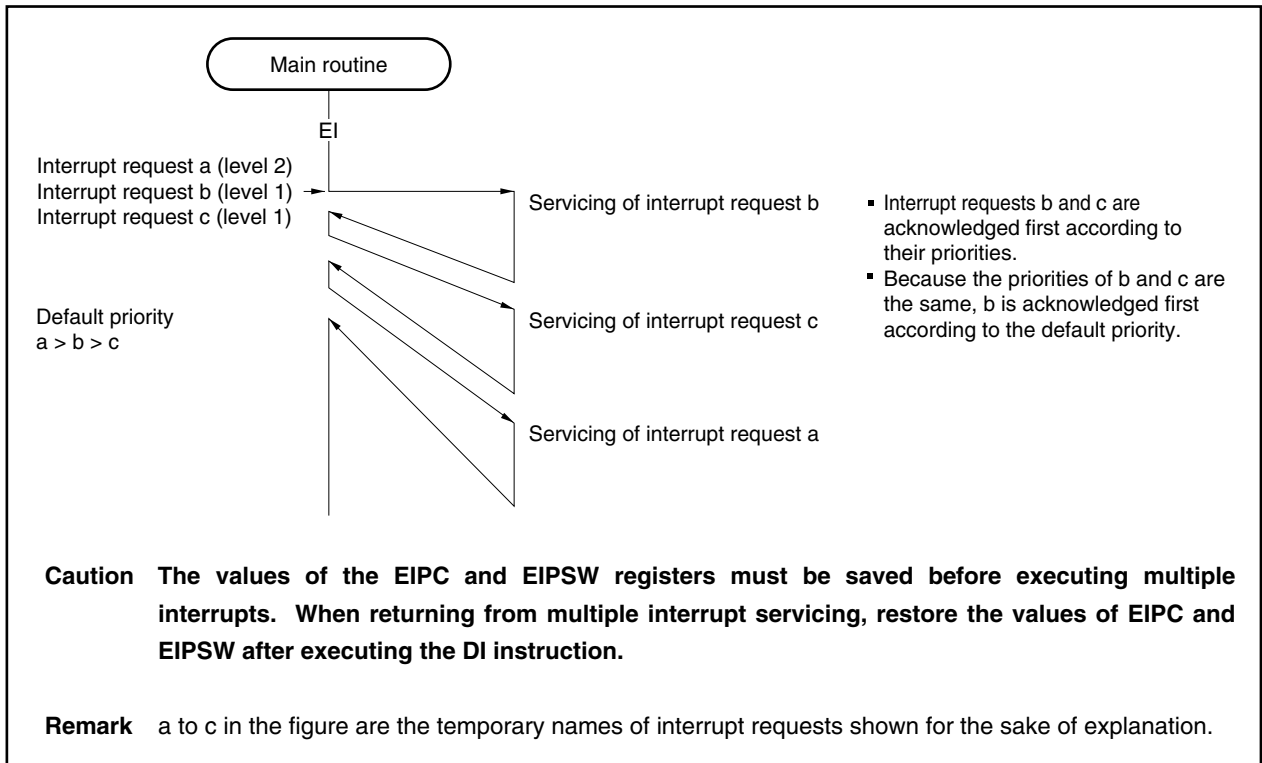 Main routine
EI
Interrupt request a (level 2)
Interrupt request b (level 1)
Interrupt request c (level 1)
Servicing of interrupt request b
▪ Interrupt requests b and c are
acknowledged first according to
their priorities.
▪ Because the priorities of b and c are
the same, b is acknowledged first
according to the default priority.
Default priority
a > b > c
Servicing of interrupt request c
Servicing of interrupt request a
Caution The values of the EIPC and EIPSW registers must be saved before executing multiple
interrupts. When returning from multiple interrupt servicing, restore the values of EIPC and
EIPSW after executing the DI instruction.
Remark a to c in the figure are the temporary names of interrupt requests shown for the sake of explanation.